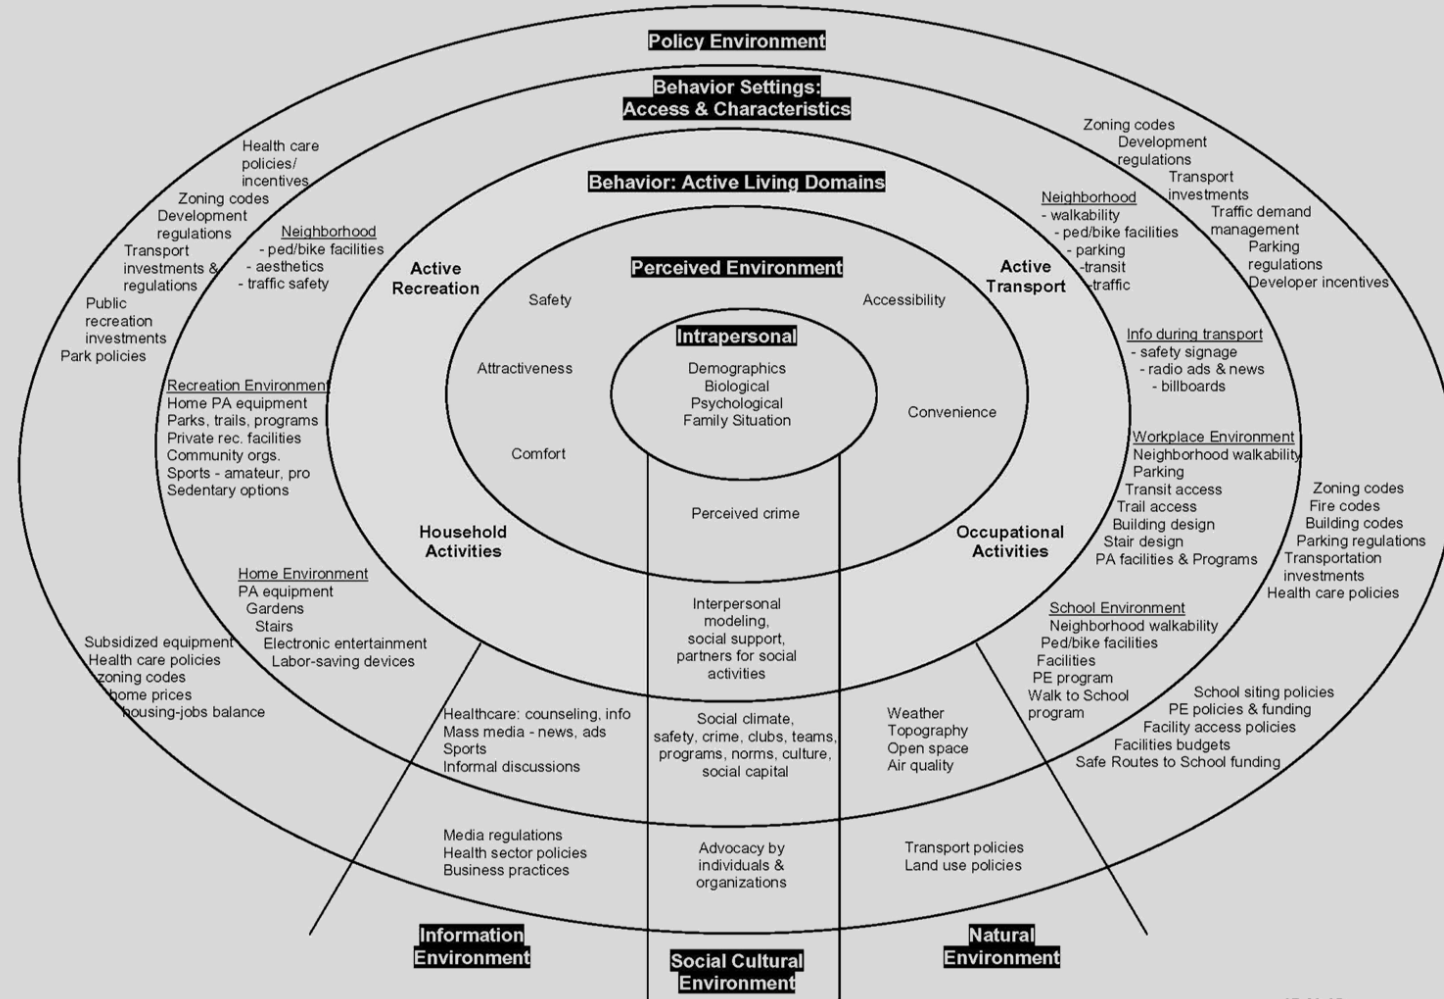 Policy Environment
Behavior Settings:
Access & Characteristics
Behavior: Active Living Domains
Perceived Environment
Intrapersonal
Demographics
Biological
Psychological
Family Situation
Safety
Accessibility
Attractiveness
Convenience
Comfort
Perceived crime
Active
Recreation
Active
Transport
Household
Activities
Occupational
Activities
Health care
policies/
incentives
Zoning codes
Development
regulations
Transport
investments &
regulations
Public
recreation
investments
Park policies
Neighborhood
- ped/bike facilities
- aesthetics
- traffic safety
Recreation Environment
Home PA equipment
Parks, trails, programs
Private rec. facilities
Community orgs.
Sports - amateur, pro
Sedentary options
Home Environment
PA equipment
Gardens
Stairs
Electronic entertainment
Labor-saving devices
Subsidized equipment
Health care policies
zoning codes
home prices
housing-jobs balance
Zoning codes
Development
regulations
Transport
investments
Traffic demand
management
Parking
regulations
Developer incentives
Neighborhood
- walkability
- ped/bike facilities
- parking
-transit
-traffic
Info during transport
- safety signage
- radio ads & news
- billboards
Workplace Environment
Neighborhood walkability
Parking
Transit access
Trail access
Building design
Stair design
PA facilities & Programs
Zoning codes
Fire codes
Building codes
Parking regulations
Transportation
investments
Health care policies
School Environment
Neighborhood walkability
Ped/bike facilities
Facilities
PE program
Walk to School
program
School siting policies
PE policies & funding
Facility access policies
Facilities budgets
Safe Routes to School funding
Interpersonal
modeling,
social support,
partners for social
activities
Healthcare: counseling, info
Mass media - news, ads
Sports
Informal discussions
Social climate,
safety, crime, clubs, teams,
programs, norms, culture,
social capital
Weather
Topography
Open space
Air quality
Media regulations
Health sector policies
Business practices
Advocacy by
individuals &
organizations
Transport policies
Land use policies
Information
Environment
Social Cultural
Environment
Natural
Environment